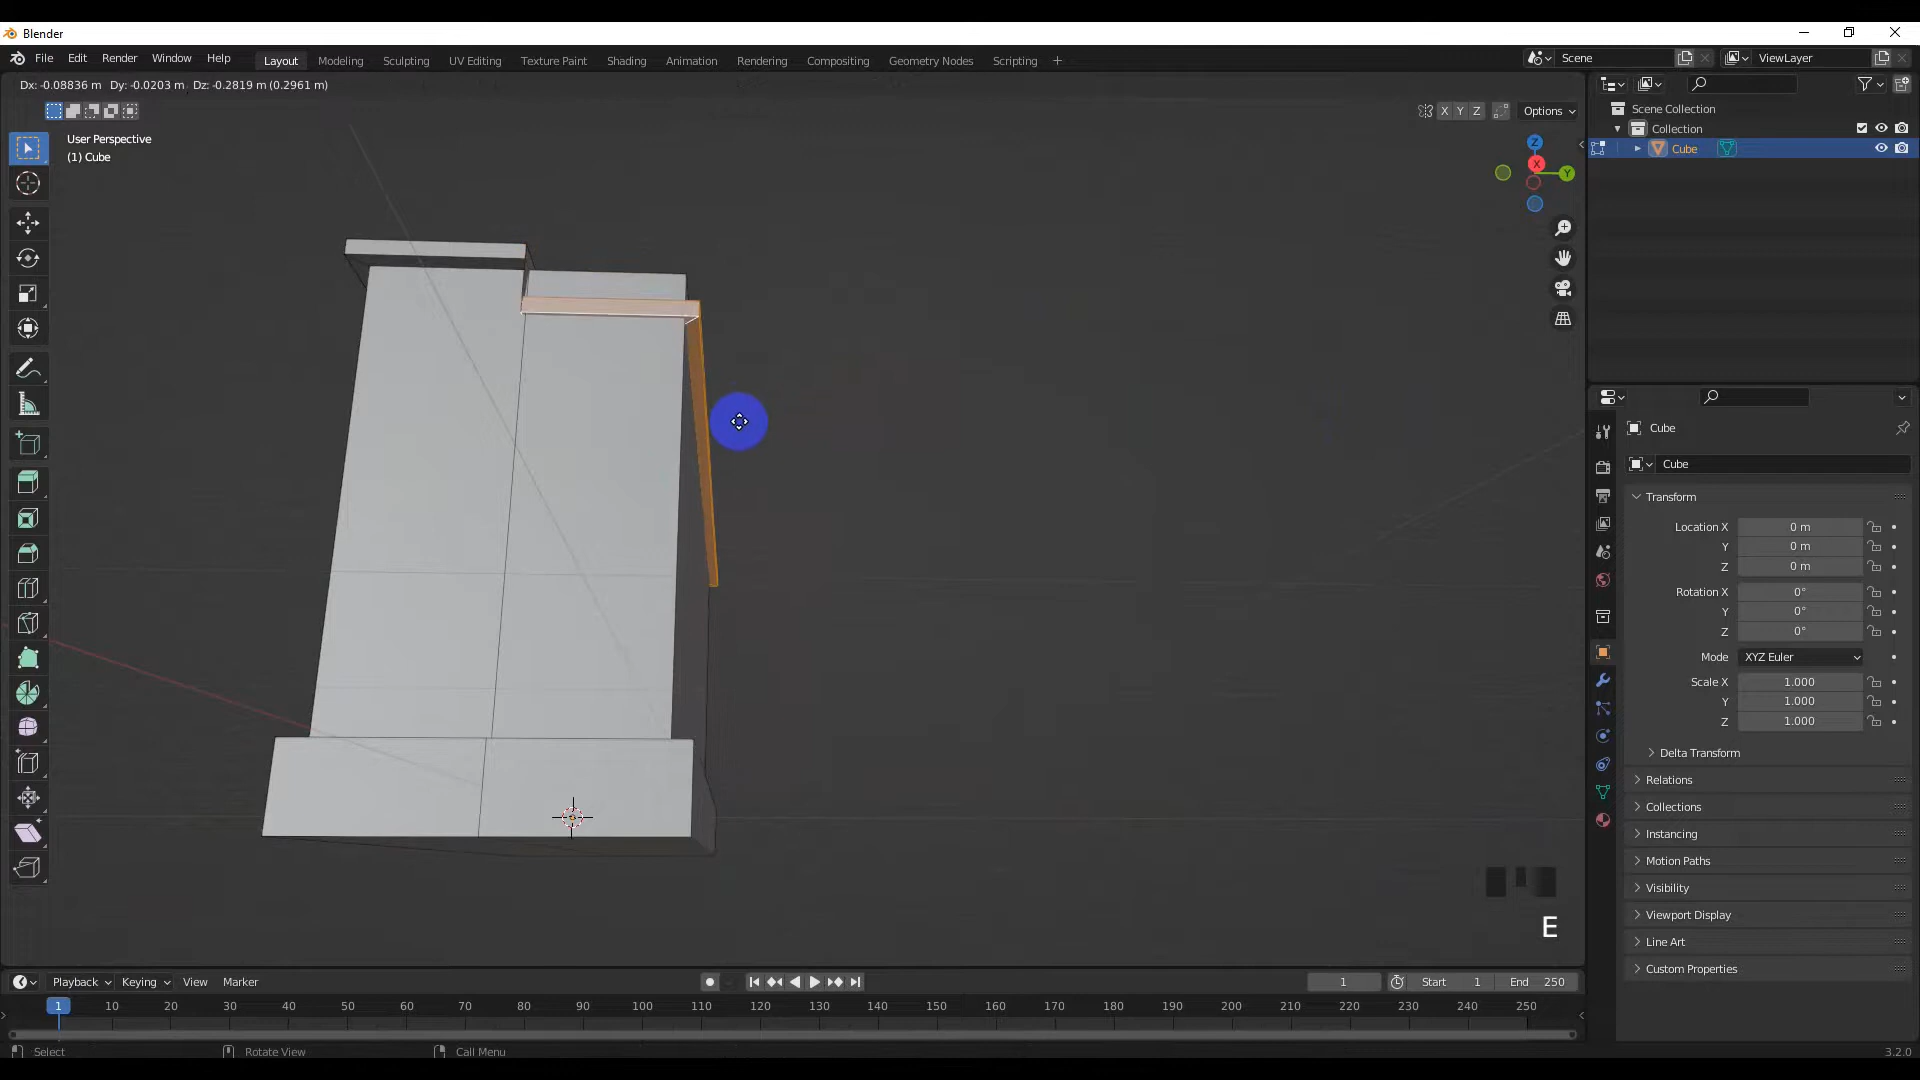 Blender
File Edit Render Window Help Layout Modeling Sculpting UV Editing Texture Paint Shading Animation Rendering Compositing Geometry Nodes Scripting + Scene ViewLayer
Dx: -0.08836 m Dy: -0.0203 m Dz: -0.2819 m (0.2961 m)
X Y Z Options
User Perspective
(1) Cube
Z
X
Y
Scene Collection
Collection
Cube
Cube
Cube
Transform
Location X 0 m
Y 0 m
Z 0 m
Rotation X 0°
Y 0°
Z 0°
Mode XYZ Euler
Scale X 1.000
Y 1.000
Z 1.000
Delta Transform
Relations
Collections
Instancing
Motion Paths
Visibility
Viewport Display
Line Art
Custom Properties
E
Playback Keying View Marker 1 Start 1 End 250
1 10 20 30 40 50 60 70 80 90 100 110 120 130 140 150 160 170 180 190 200 210 220 230 240 250
Select Rotate View Call Menu 3.2.0